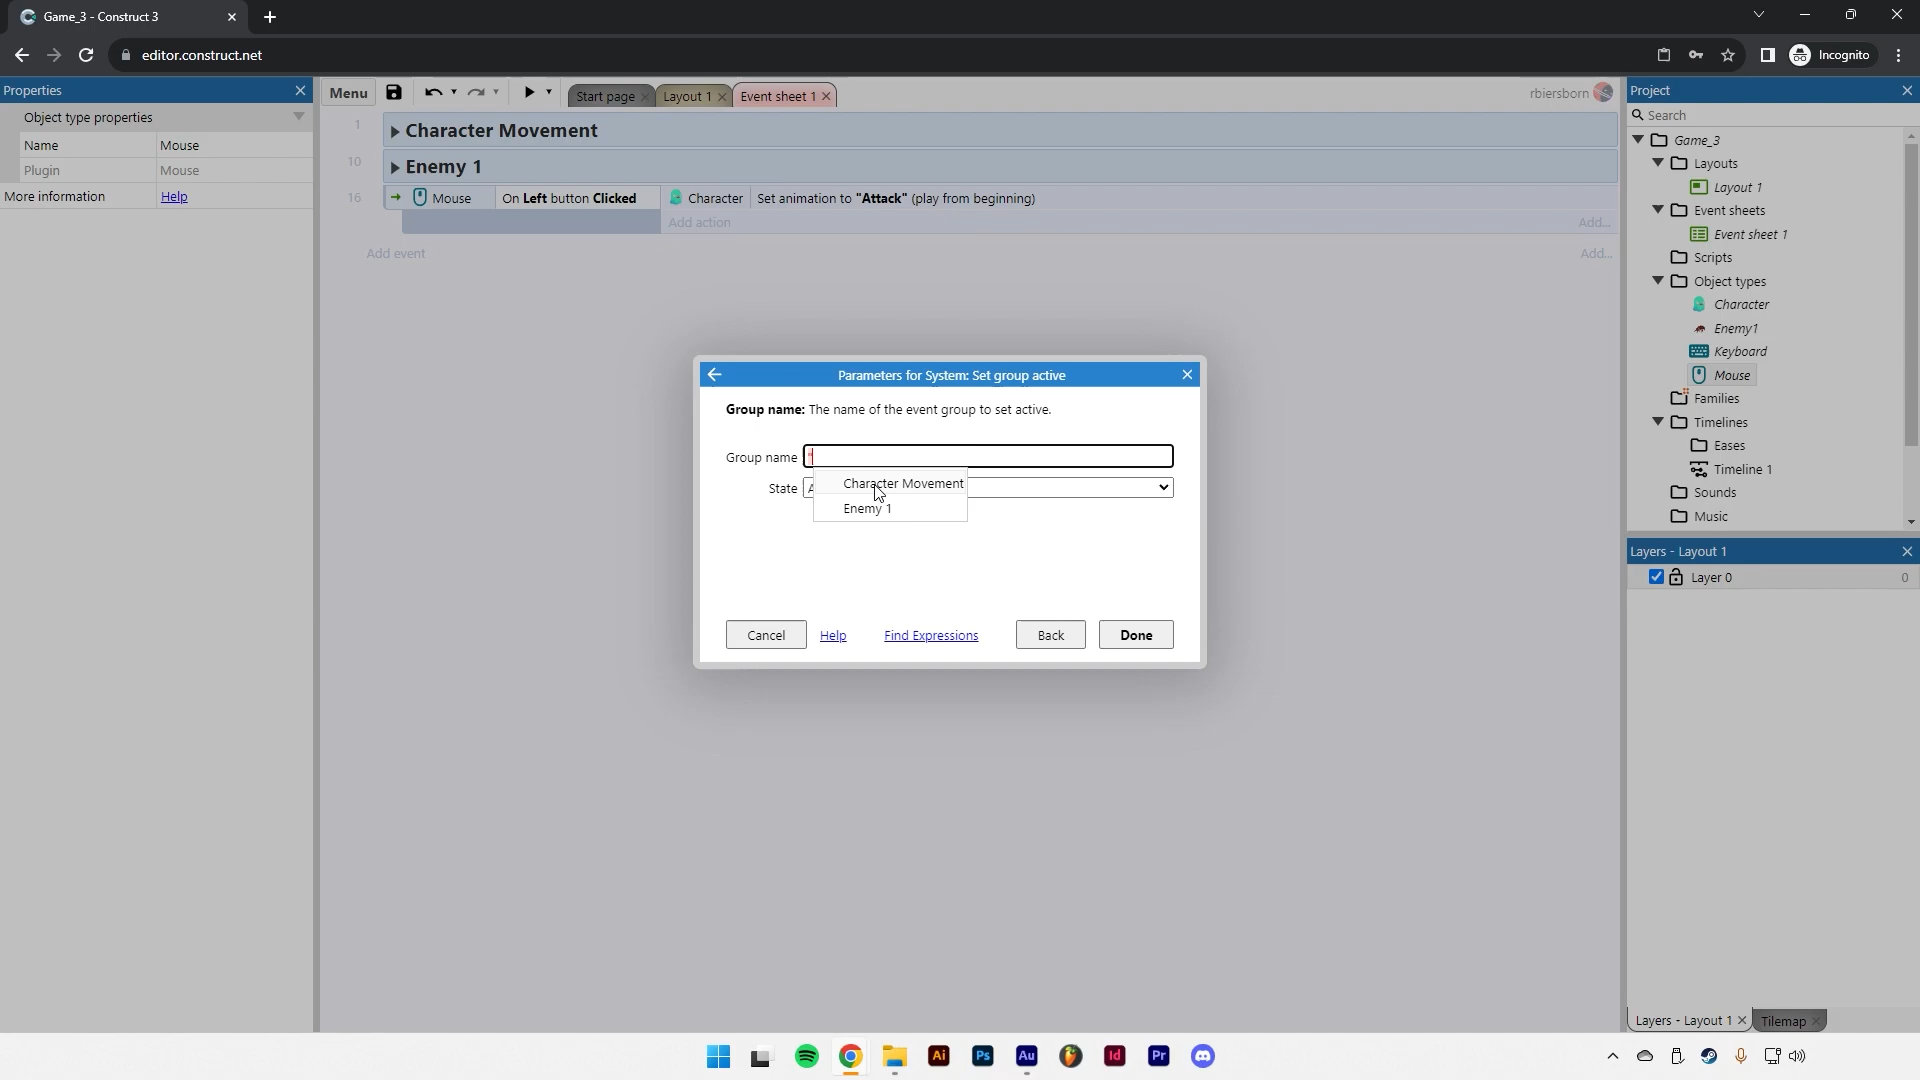 Game_3 - Construct 3
editor.construct.net
Incognito
Properties
Object type properties
Name Mouse
Plugin Mouse
More information Help
Menu
Start page
Layout 1
Event sheet 1
rbiersborn
1 Character Movement
10 Enemy 1
16 Mouse On Left button Clicked Character Set animation to "Attack" (play from beginning)
Add action Add...
Add event Add...
Parameters for System: Set group active
Group name: The name of the event group to set active.
Group name "
State
Character Movement
Enemy 1
Cancel Help Find Expressions Back Done
Project
Search
Game_3
Layouts
Layout 1
Event sheets
Event sheet 1
Scripts
Object types
Character
Enemy1
Keyboard
Mouse
Families
Timelines
Eases
Timeline 1
Sounds
Music
Layers - Layout 1
Layer 0 0
Layers - Layout 1
Tilemap
Ai Ps Au Id Pr